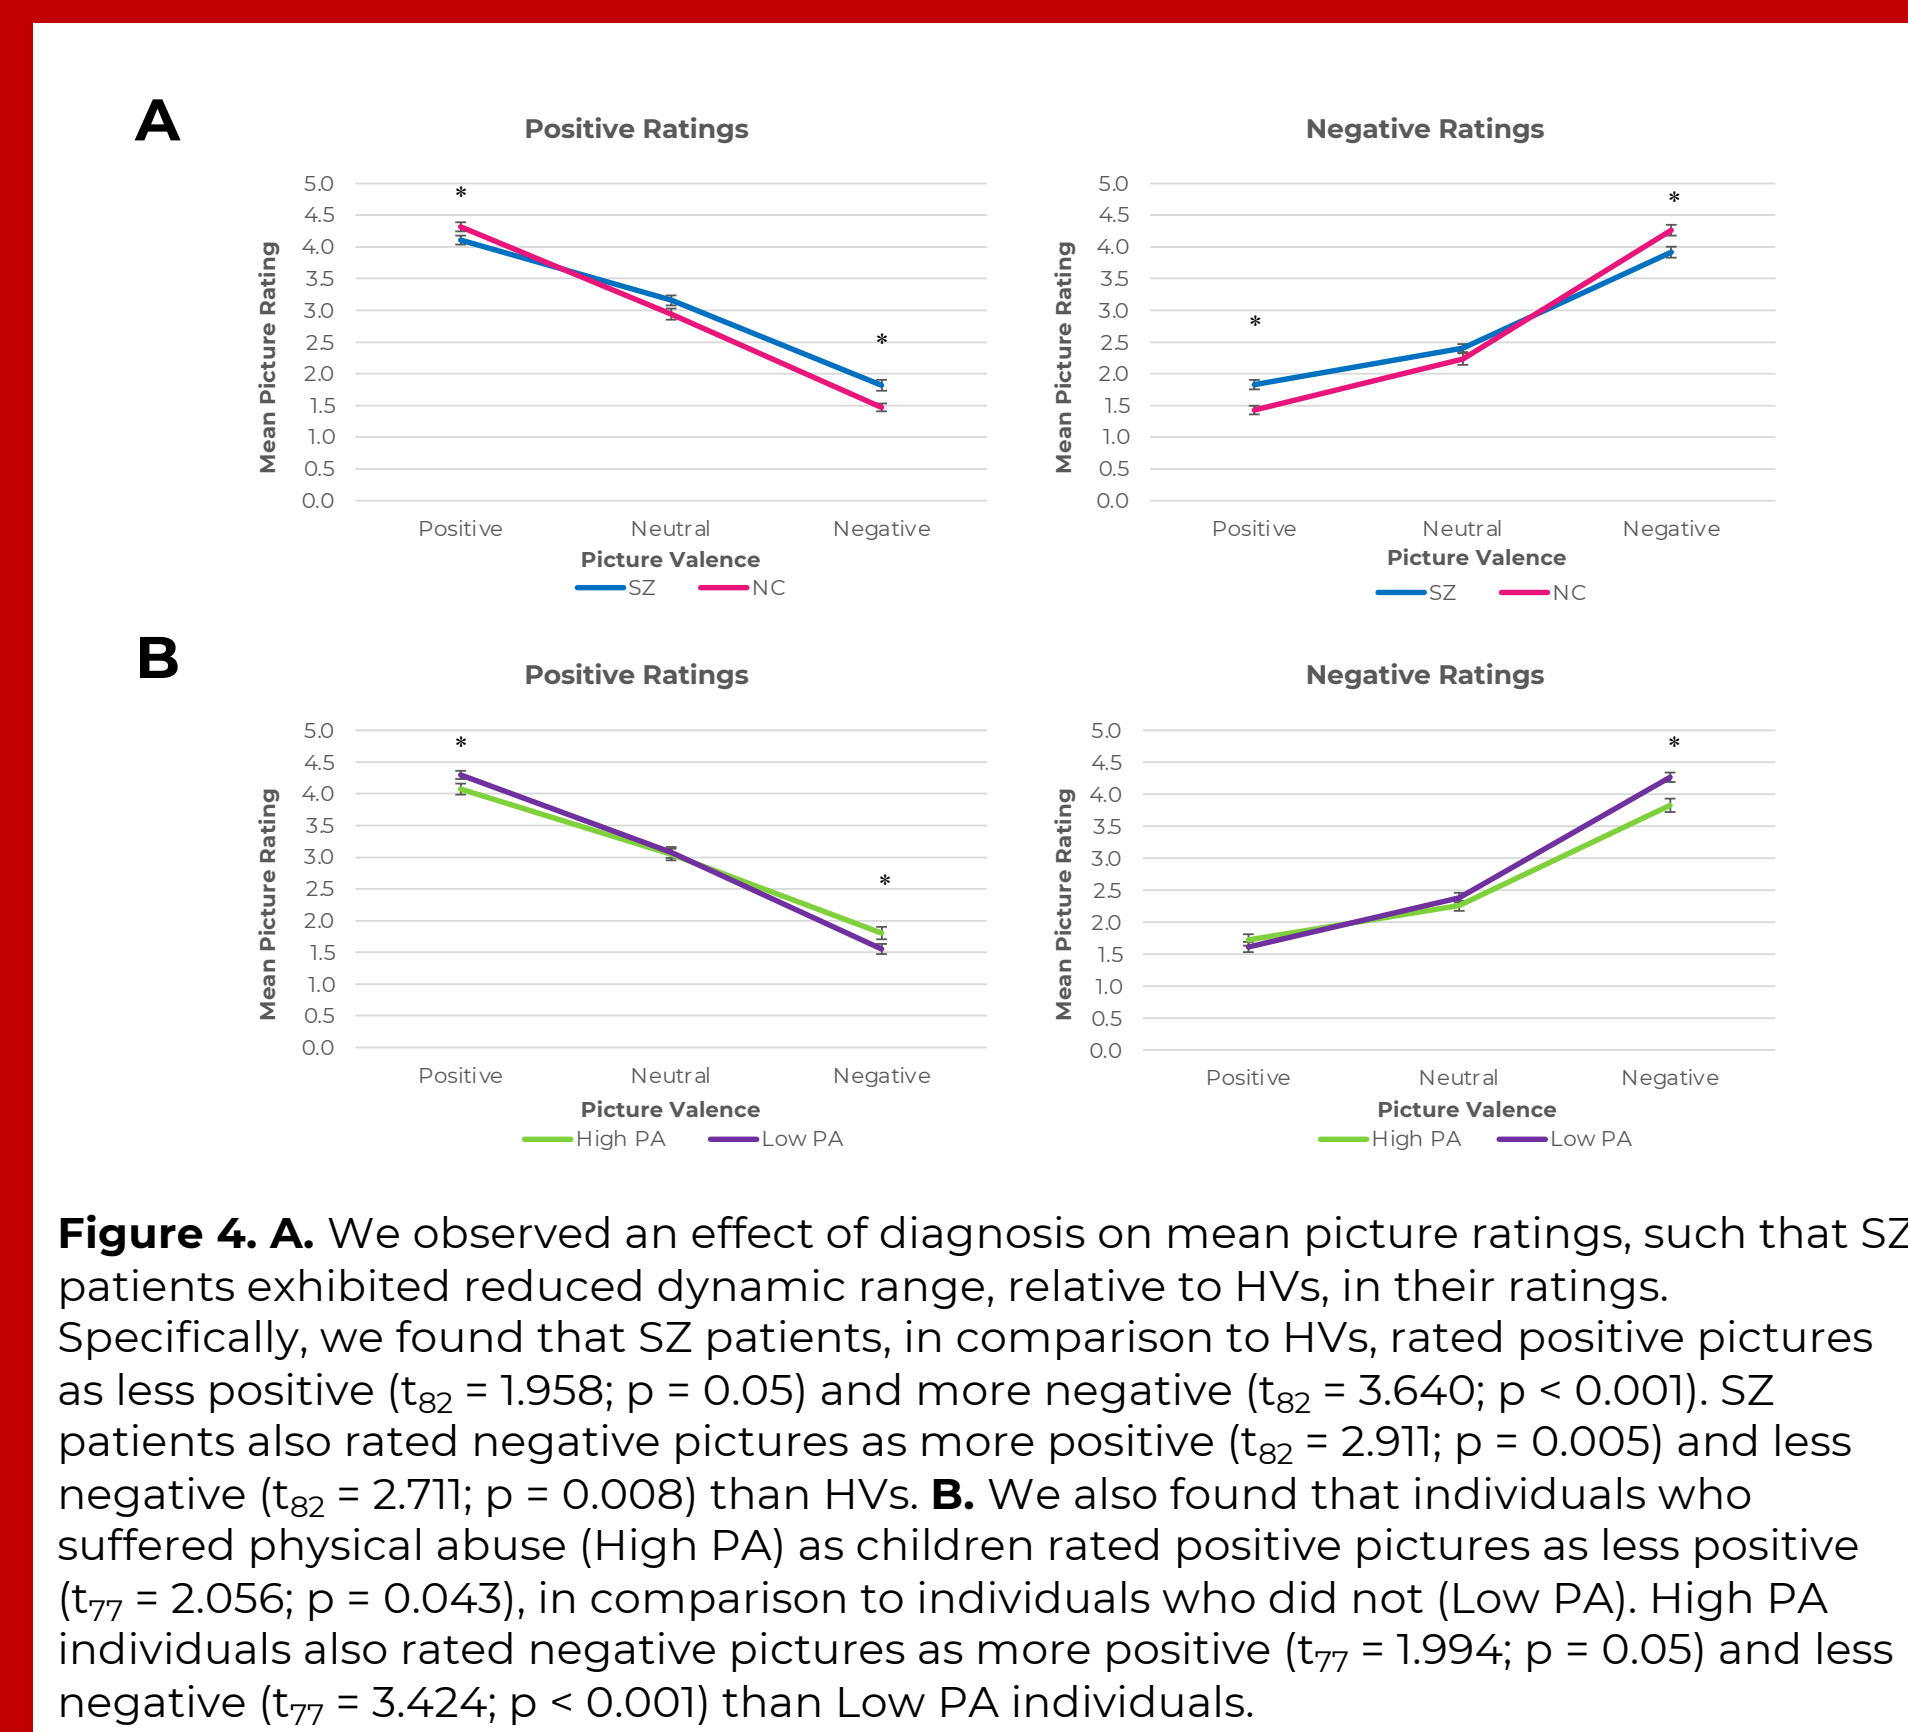 A
Positive Ratings
Negative Ratings
*
*
*
*
5.0
4.5
4.0
3.5
3.0
2.5
2.0
1.5
1.0
0.5
0.0
Mean Picture Rating
Positive Neutral Negative
Picture Valence
SZ NC
5.0
4.5
4.0
3.5
3.0
2.5
2.0
1.5
1.0
0.5
0.0
Mean Picture Rating
Positive Neutral Negative
Picture Valence
SZ NC
B
Positive Ratings
Negative Ratings
*
*
*
5.0
4.5
4.0
3.5
3.0
2.5
2.0
1.5
1.0
0.5
0.0
Mean Picture Rating
Positive Neutral Negative
Picture Valence
High PA Low PA
5.0
4.5
4.0
3.5
3.0
2.5
2.0
1.5
1.0
0.5
0.0
Mean Picture Rating
Positive Neutral Negative
Picture Valence
High PA Low PA
Figure 4. A. We observed an effect of diagnosis on mean picture ratings, such that SZ
patients exhibited reduced dynamic range, relative to HVs, in their ratings.
Specifically, we found that SZ patients, in comparison to HVs, rated positive pictures
as less positive (t₈₂ = 1.958; p = 0.05) and more negative (t₈₂ = 3.640; p < 0.001). SZ
patients also rated negative pictures as more positive (t₈₂ = 2.911; p = 0.005) and less
negative (t₈₂ = 2.711; p = 0.008) than HVs. B. We also found that individuals who
suffered physical abuse (High PA) as children rated positive pictures as less positive
(t₇₇ = 2.056; p = 0.043), in comparison to individuals who did not (Low PA). High PA
individuals also rated negative pictures as more positive (t₇₇ = 1.994; p = 0.05) and less
negative (t₇₇ = 3.424; p < 0.001) than Low PA individuals.